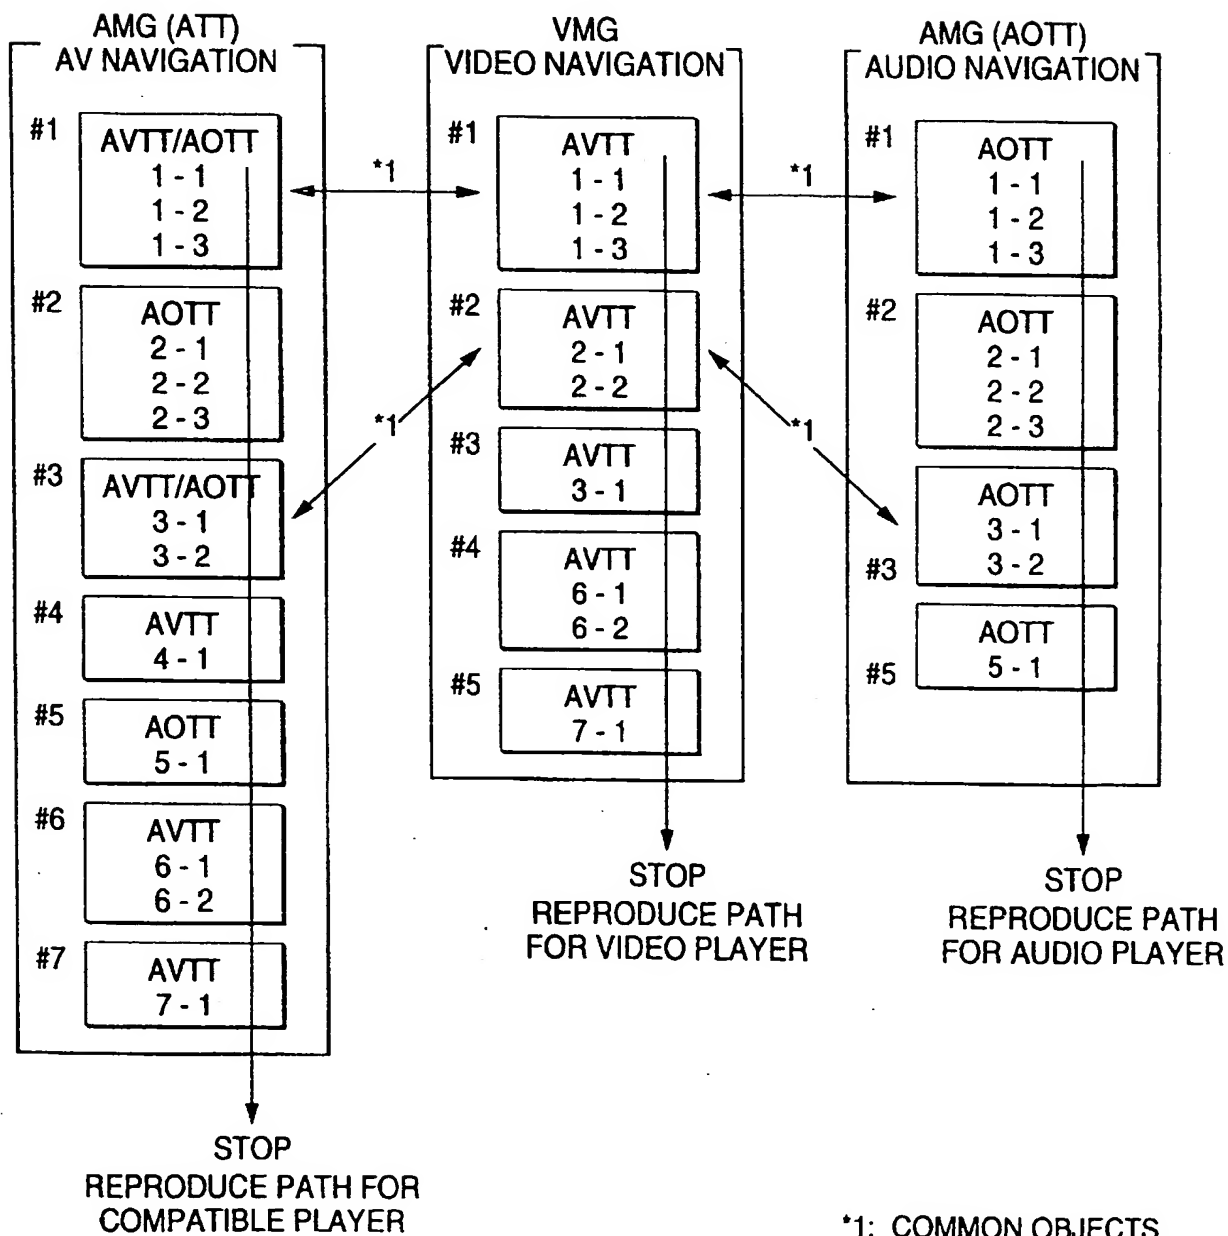 AMG (ATT)
AV NAVIGATION
#1
AVTT/AOTT
1 - 1
1 - 2
1 - 3
#2
AOTT
2 - 1
2 - 2
2 - 3
#3
AVTT/AOTT
3 - 1
3 - 2
#4
AVTT
4 - 1
#5
AOTT
5 - 1
#6
AVTT
6 - 1
6 - 2
#7
AVTT
7 - 1
STOP
REPRODUCE PATH FOR
COMPATIBLE PLAYER
*1
*1
VMG
VIDEO NAVIGATION
#1
AVTT
1 - 1
1 - 2
1 - 3
#2
AVTT
2 - 1
2 - 2
#3
AVTT
3 - 1
#4
AVTT
6 - 1
6 - 2
#5
AVTT
7 - 1
STOP
REPRODUCE PATH
FOR VIDEO PLAYER
*1
*1
AMG (AOTT)
AUDIO NAVIGATION
#1
AOTT
1 - 1
1 - 2
1 - 3
#2
AOTT
2 - 1
2 - 2
2 - 3
AOTT
3 - 1
3 - 2
#3
AOTT
5 - 1
#5
STOP
REPRODUCE PATH
FOR AUDIO PLAYER
*1: COMMON OBJECTS